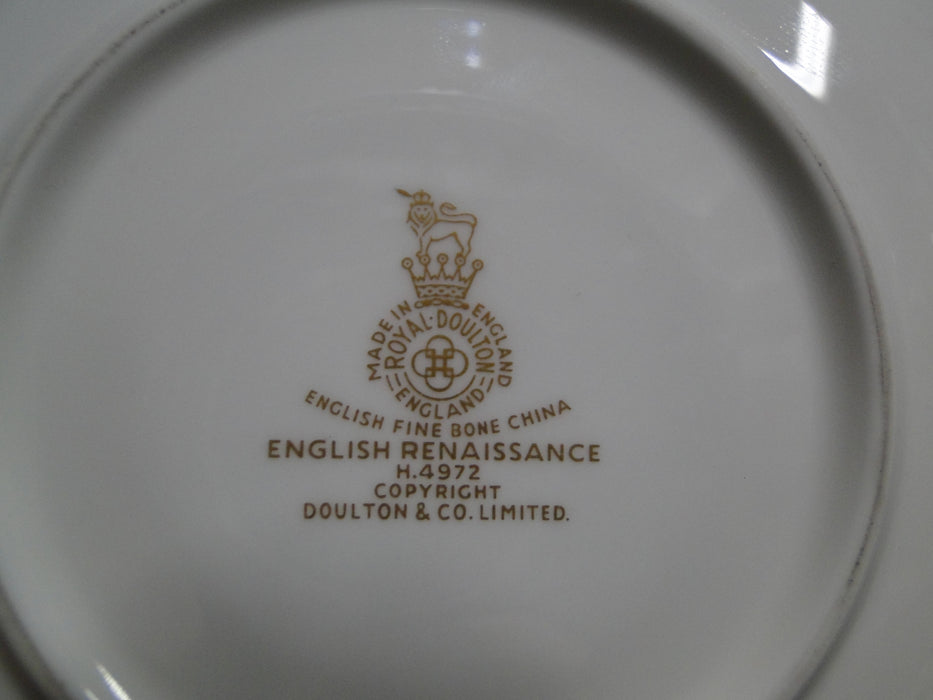 MADE IN ENGLAND
ROYAL·DOULTON
ENGLAND
ENGLISH FINE BONE CHINA
ENGLISH RENAISSANCE
H.4972
COPYRIGHT
DOULTON & CO. LIMITED.